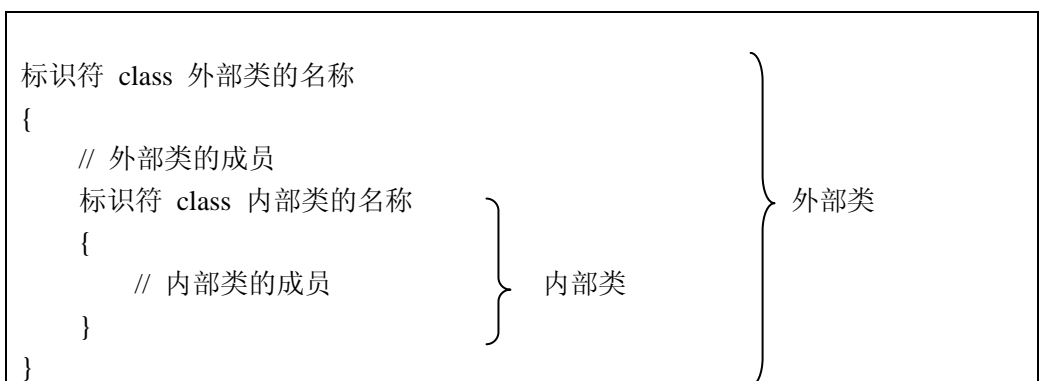 标识符 class 外部类的名称
{
// 外部类的成员
标识符 class 内部类的名称
外部类
{
// 内部类的成员
内部类
}
}